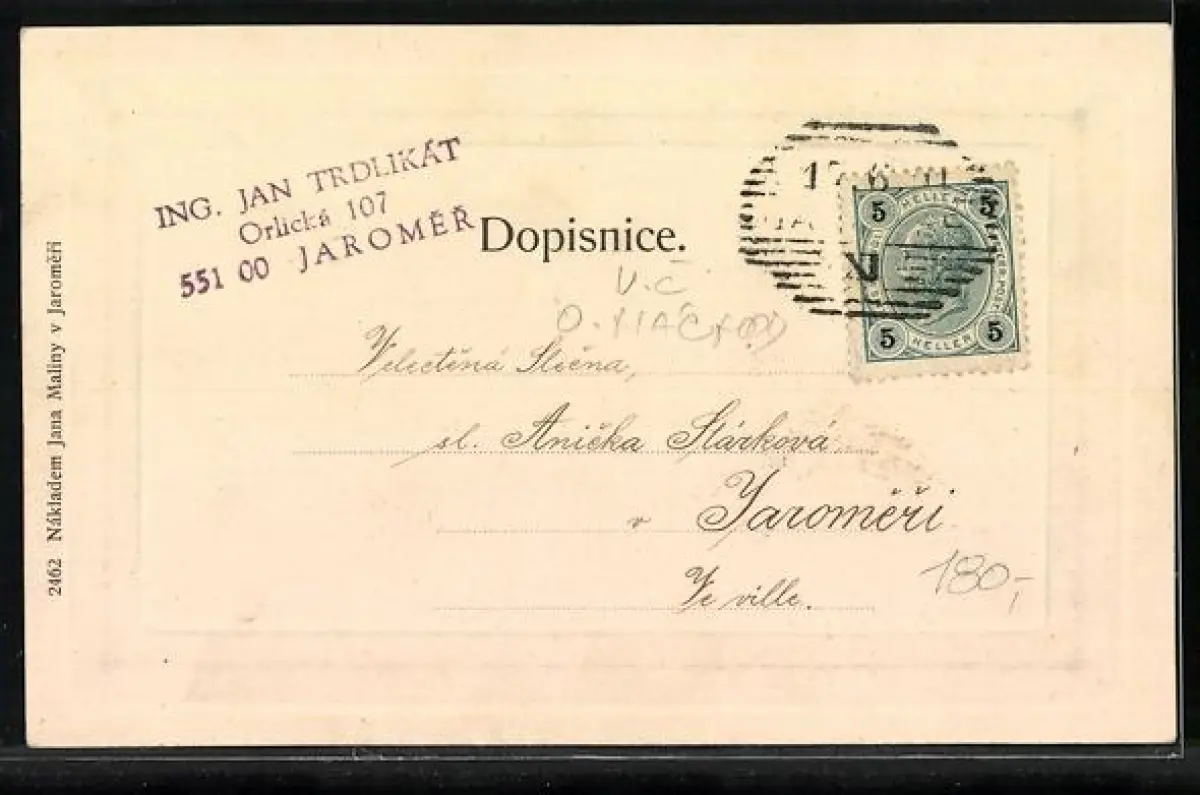 ING. JAN TRDLIKÁT
Orlická 107
551 00 JAROMĚŘ
Dopisnice.
V.Č
Velectěná Slečna,
sl. Anička Slárková
v Jaroměři
Ve ville.
180,-
5 HELLER 5
5 HELLER 5
2462 Nákladem Jana Maliny v Jaroměři